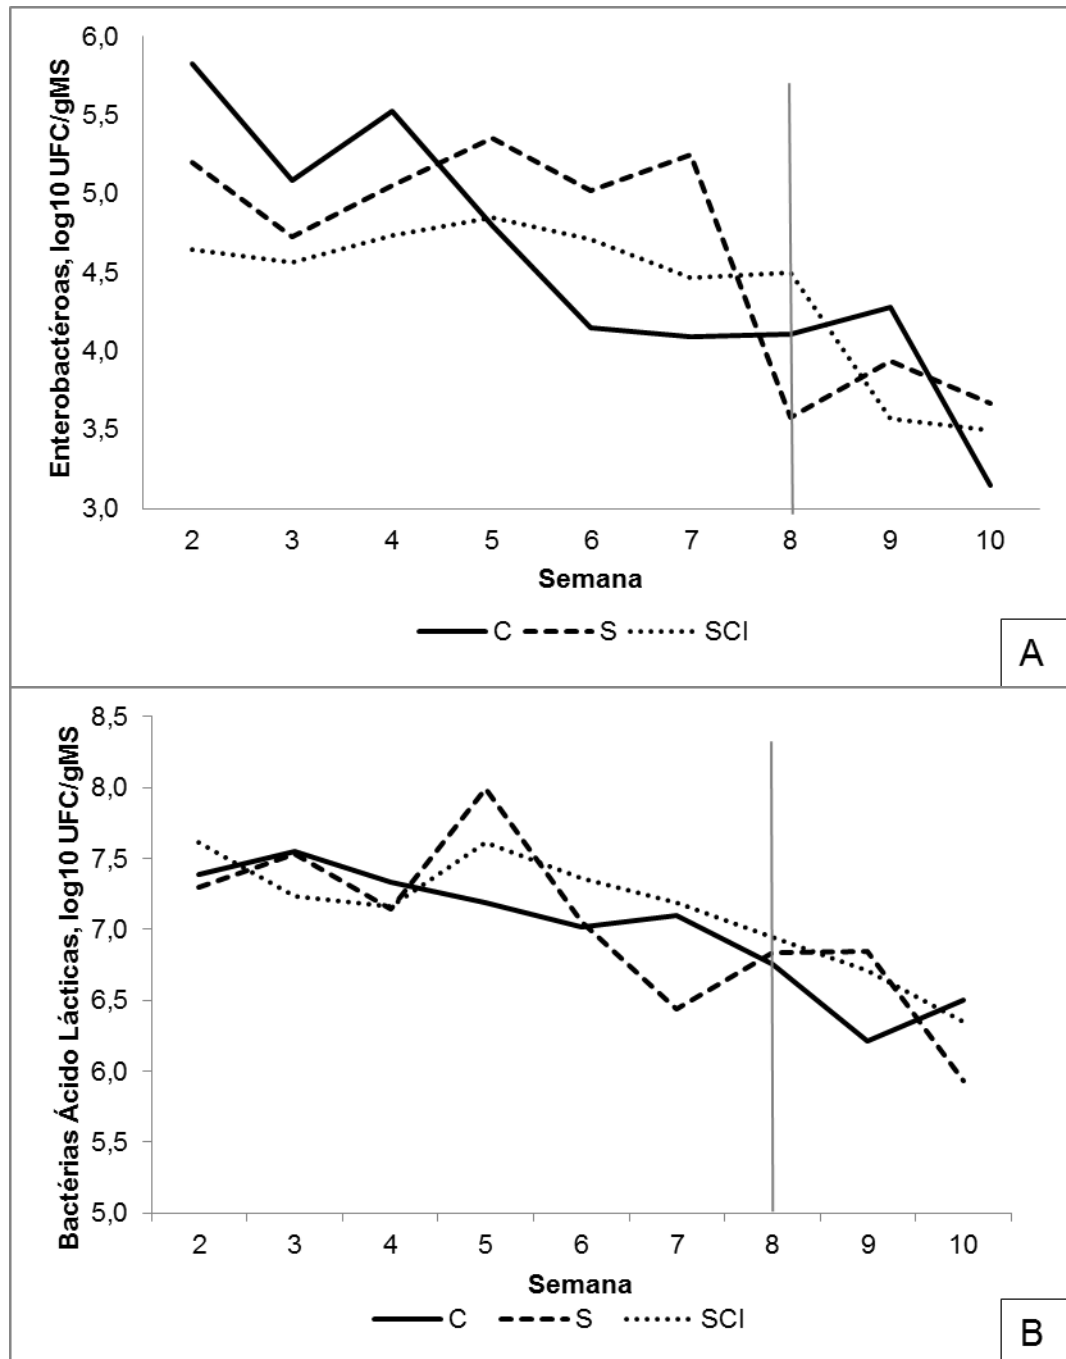 Enterobactéroas, log10 UFC/gMS
6,0
5,5
5,0
4,5
4,0
3,5
3,0
2 3 4 5 6 7 8 9 10
Semana
C S SCI
A
Bactérias Ácido Lácticas, log10 UFC/gMS
8,5
8,0
7,5
7,0
6,5
6,0
5,5
5,0
2 3 4 5 6 7 8 9 10
Semana
C S SCI
B